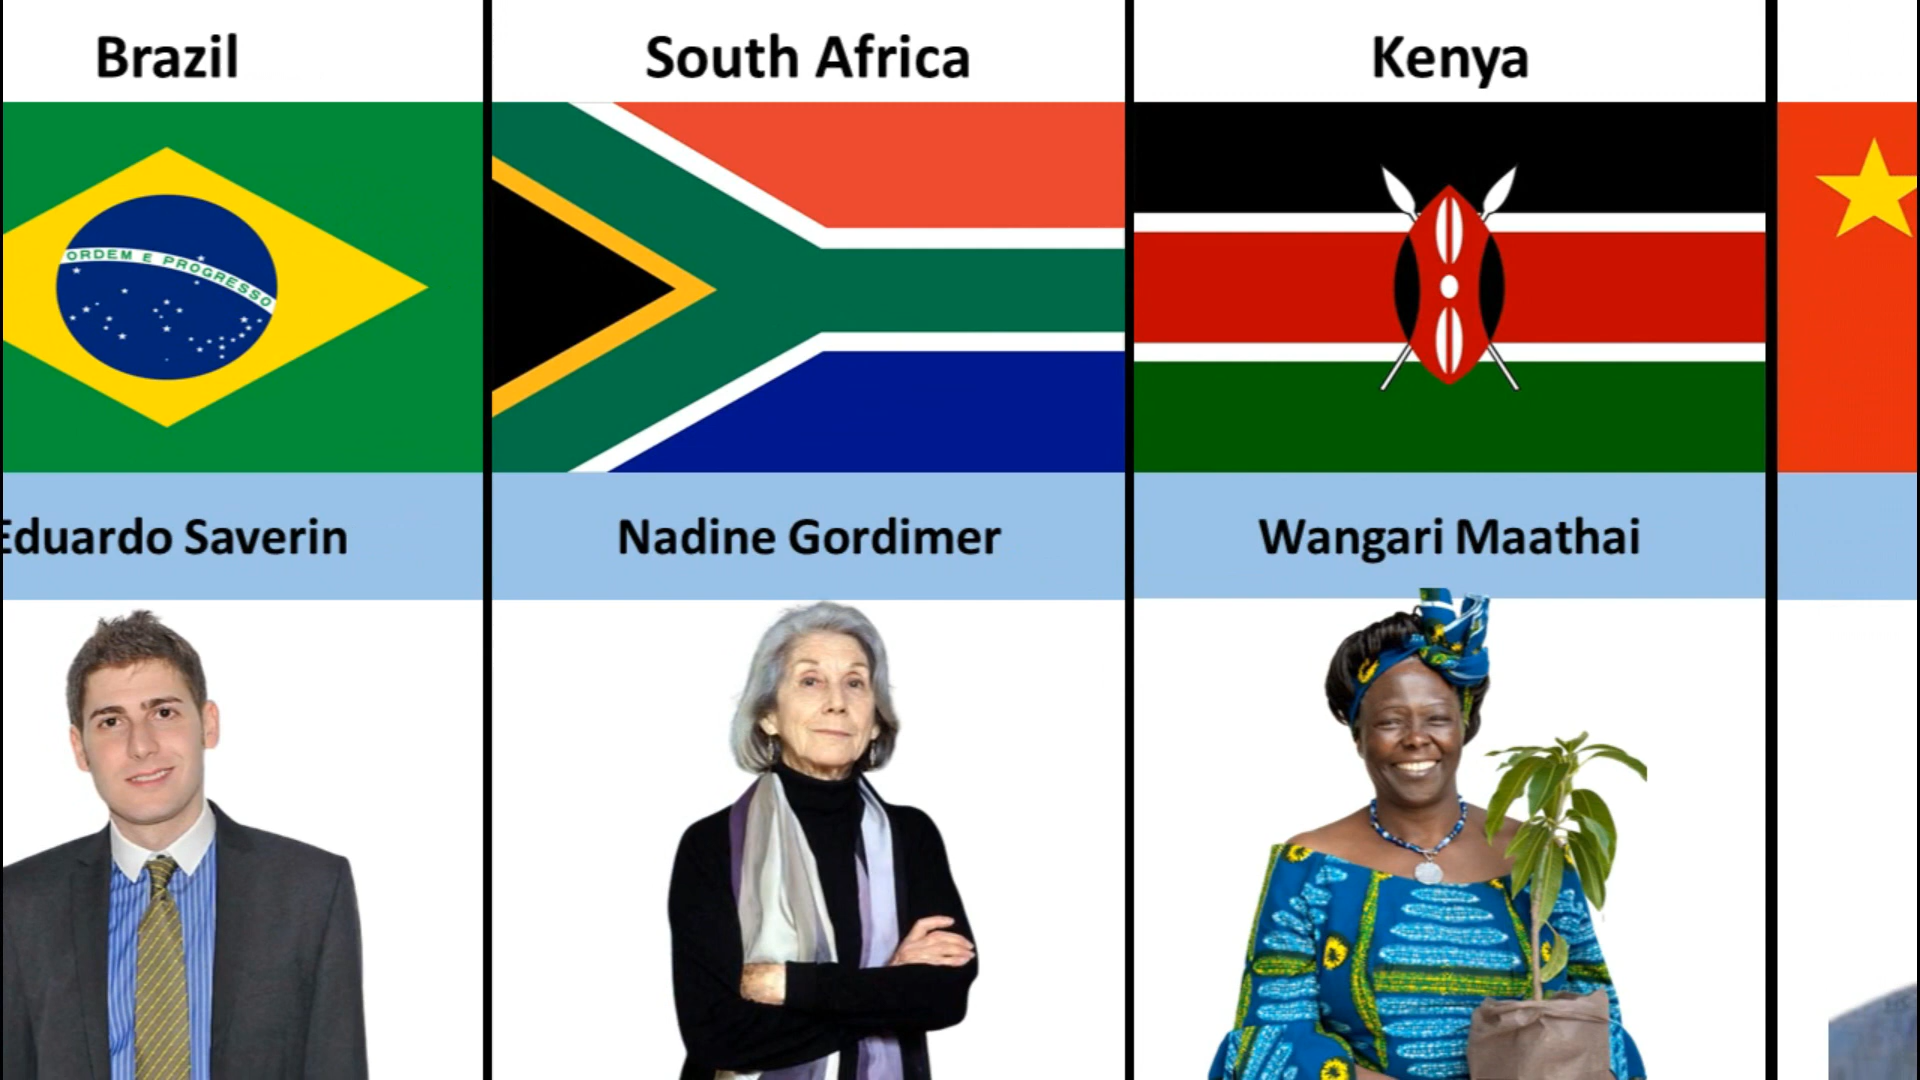 Brazil
South Africa
Kenya
ORDEM E PROGRESSO
Eduardo Saverin
Nadine Gordimer
Wangari Maathai